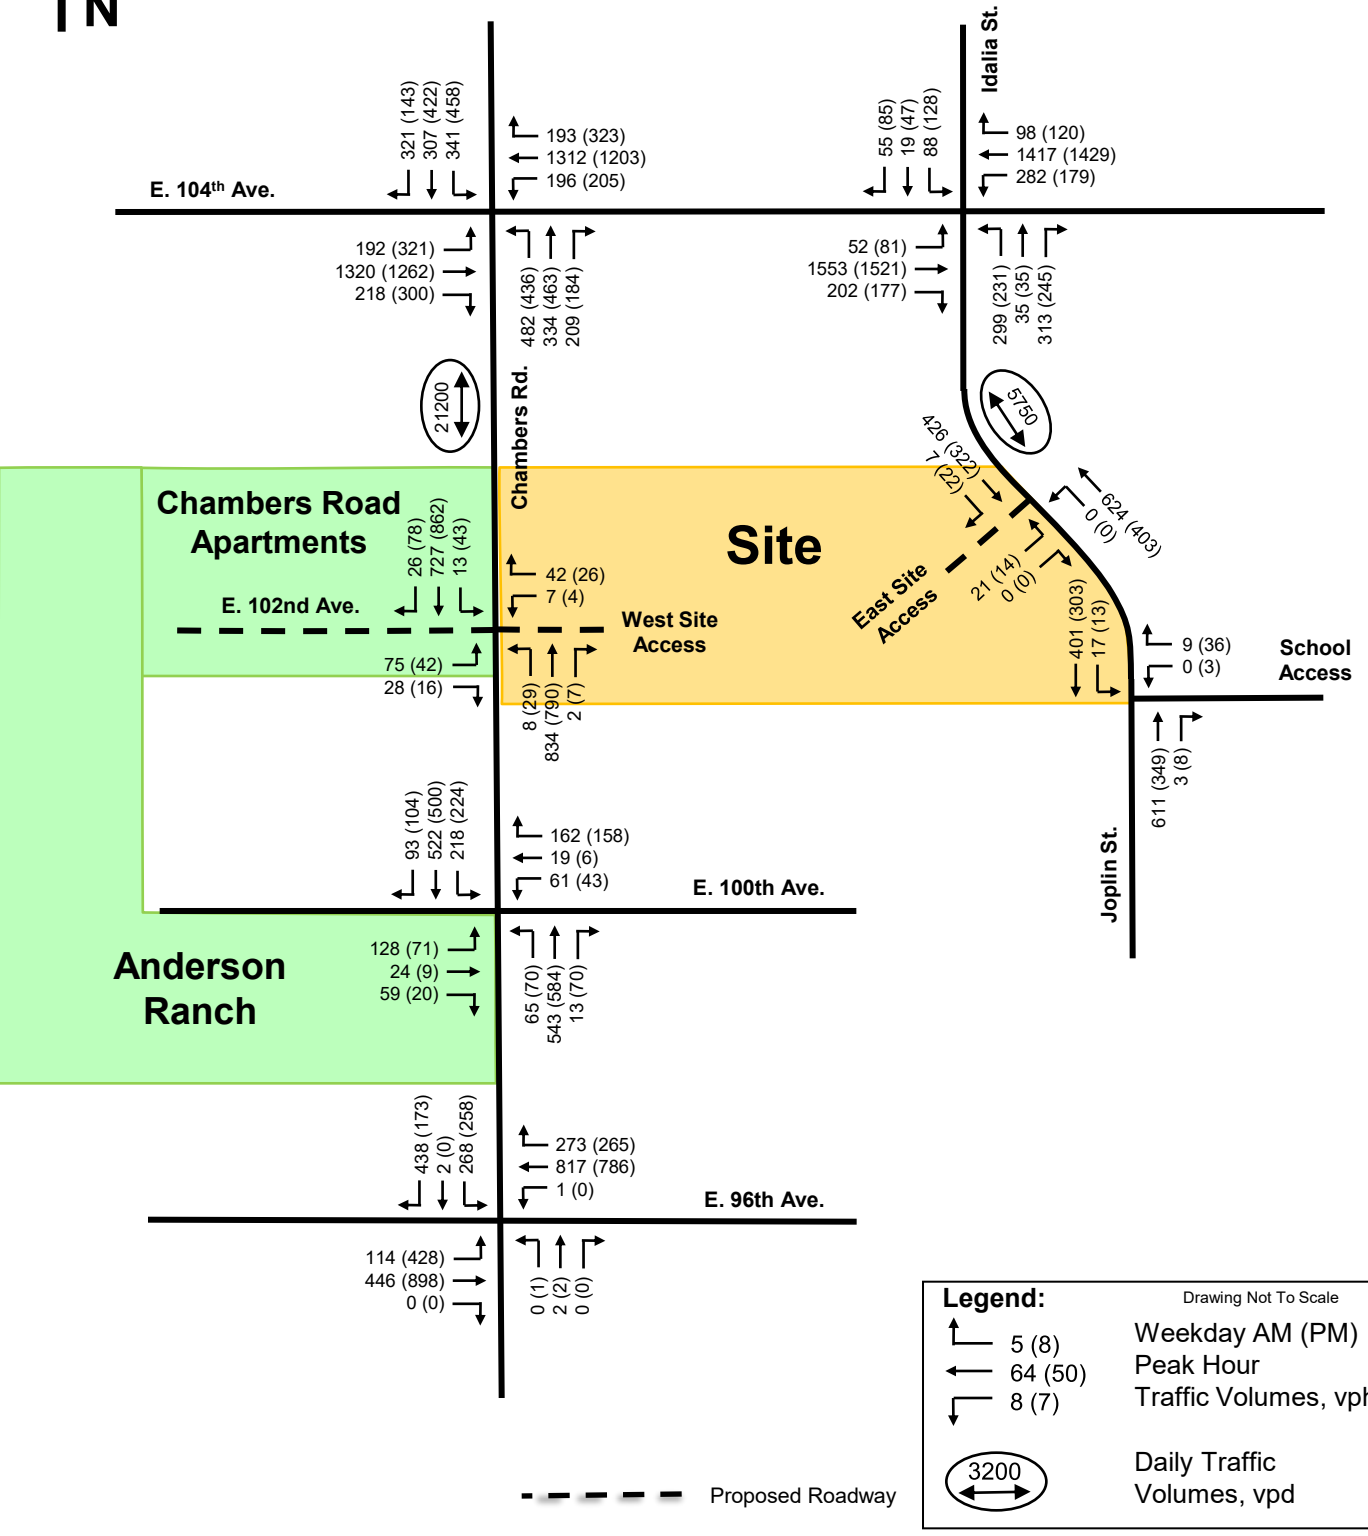 N
Idalia St.
321 (143)
307 (422)
341 (458)
193 (323)
1312 (1203)
196 (205)
55 (85)
19 (47)
88 (128)
98 (120)
1417 (1429)
282 (179)
E. 104th Ave.
192 (321)
1320 (1262)
218 (300)
482 (436)
334 (463)
209 (184)
52 (81)
1553 (1521)
202 (177)
299 (231)
35 (35)
313 (245)
21200
Chambers Rd.
5750
426 (322)
7 (22)
624 (403)
0 (0)
21 (14)
0 (0)
Chambers Road
Apartments
Site
26 (78)
727 (862)
13 (43)
42 (26)
7 (4)
E. 102nd Ave.
West Site
Access
East Site
Access
75 (42)
28 (16)
8 (29)
834 (790)
2 (7)
401 (303)
17 (13)
9 (36)
0 (3)
School
Access
611 (349)
3 (8)
Joplin St.
93 (104)
522 (500)
218 (224)
162 (158)
19 (6)
61 (43)
E. 100th Ave.
128 (71)
24 (9)
59 (20)
65 (70)
543 (584)
13 (70)
Anderson
Ranch
438 (173)
2 (0)
268 (258)
273 (265)
817 (786)
1 (0)
E. 96th Ave.
114 (428)
446 (898)
0 (0)
0 (1)
2 (2)
0 (0)
Legend:
Drawing Not To Scale
5 (8)
64 (50)
8 (7)
Weekday AM (PM)
Peak Hour
Traffic Volumes, vph
3200
Daily Traffic
Volumes, vpd
Proposed Roadway